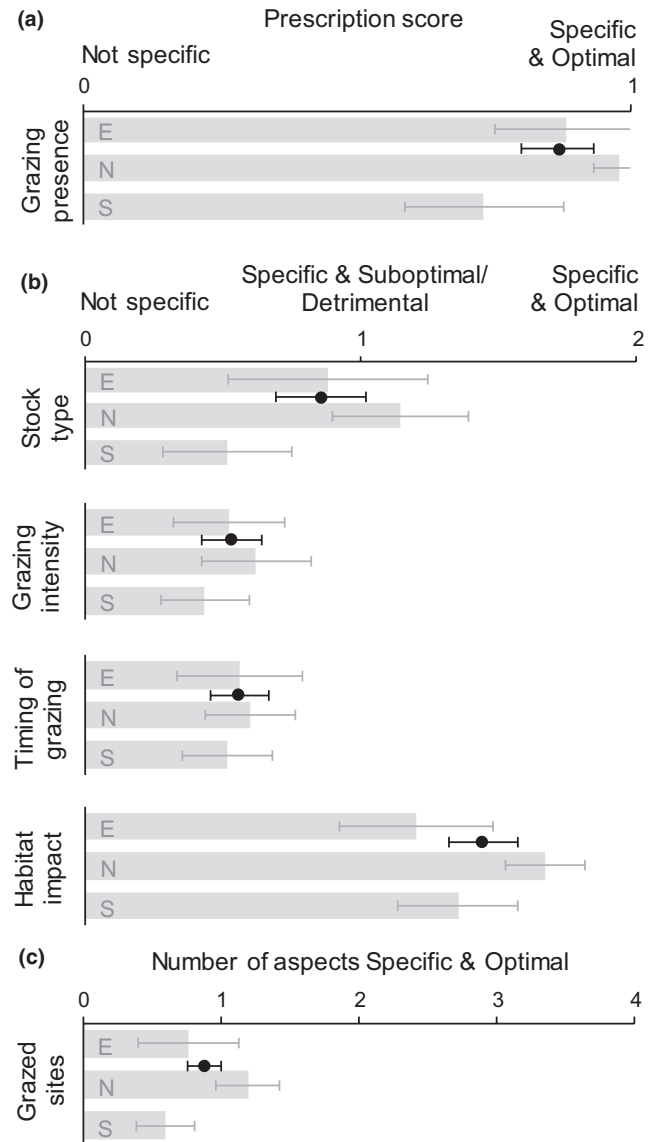 (a)
Prescription score
Not specific
Specific
& Optimal
0
1
Grazing
presence
E
N
S
(b)
Not specific
Specific & Suboptimal/
Detrimental
Specific
& Optimal
0
1
2
Stock
type
E
N
S
Grazing
intensity
E
N
S
Timing of
grazing
E
N
S
Habitat
impact
E
N
S
(c)
Number of aspects Specific & Optimal
0
1
2
3
4
Grazed
sites
E
N
S